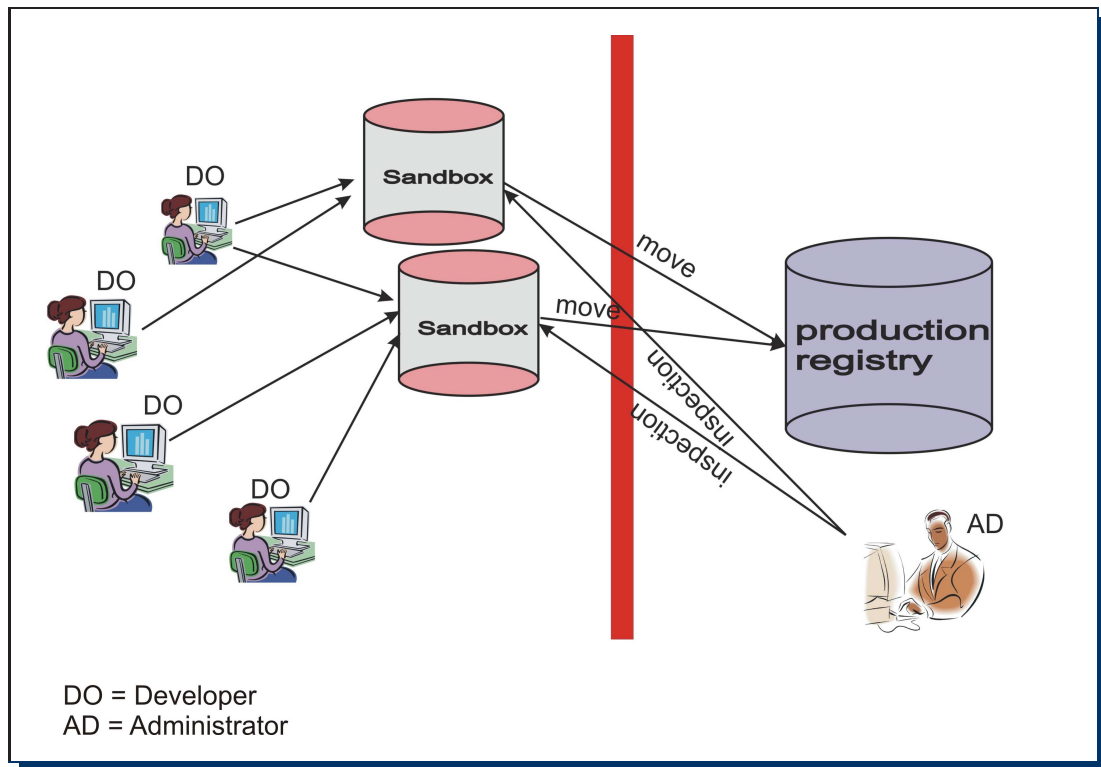 DO
Sandbox
DO
move
move
Sandbox
production
registry
inspection
inspection
DO
DO
AD
DO = Developer
AD = Administrator